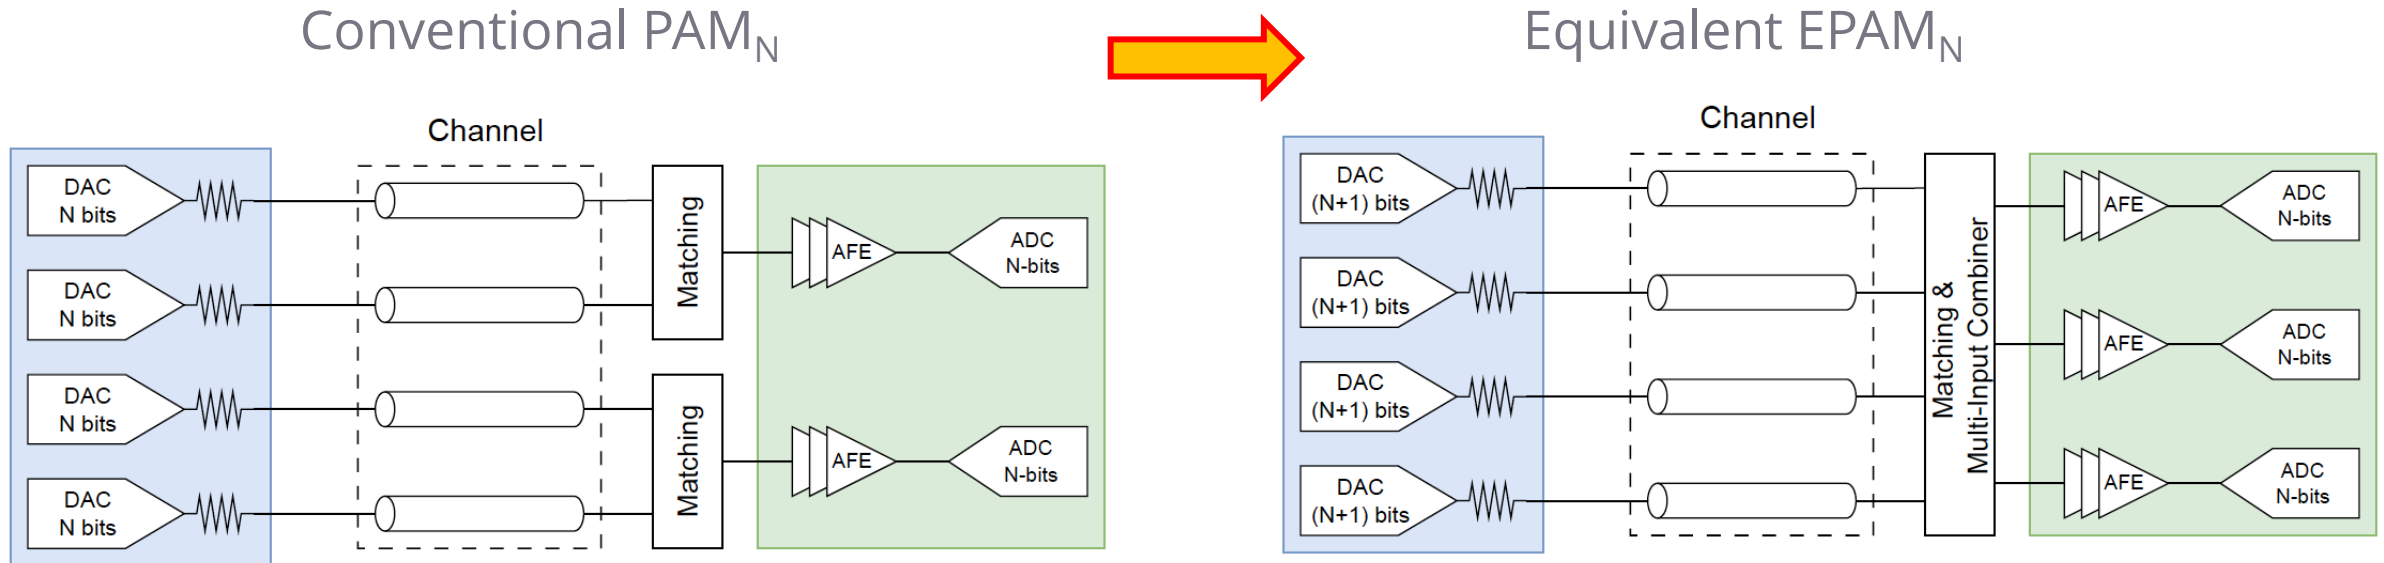 Conventional PAMN
Equivalent EPAMN
Channel
DAC
N bits
DAC
N bits
DAC
N bits
DAC
N bits
Matching
Matching
AFE
ADC
N-bits
AFE
ADC
N-bits
Channel
DAC
(N+1) bits
DAC
(N+1) bits
DAC
(N+1) bits
DAC
(N+1) bits
Matching &
Multi-Input Combiner
AFE
ADC
N-bits
AFE
ADC
N-bits
AFE
ADC
N-bits